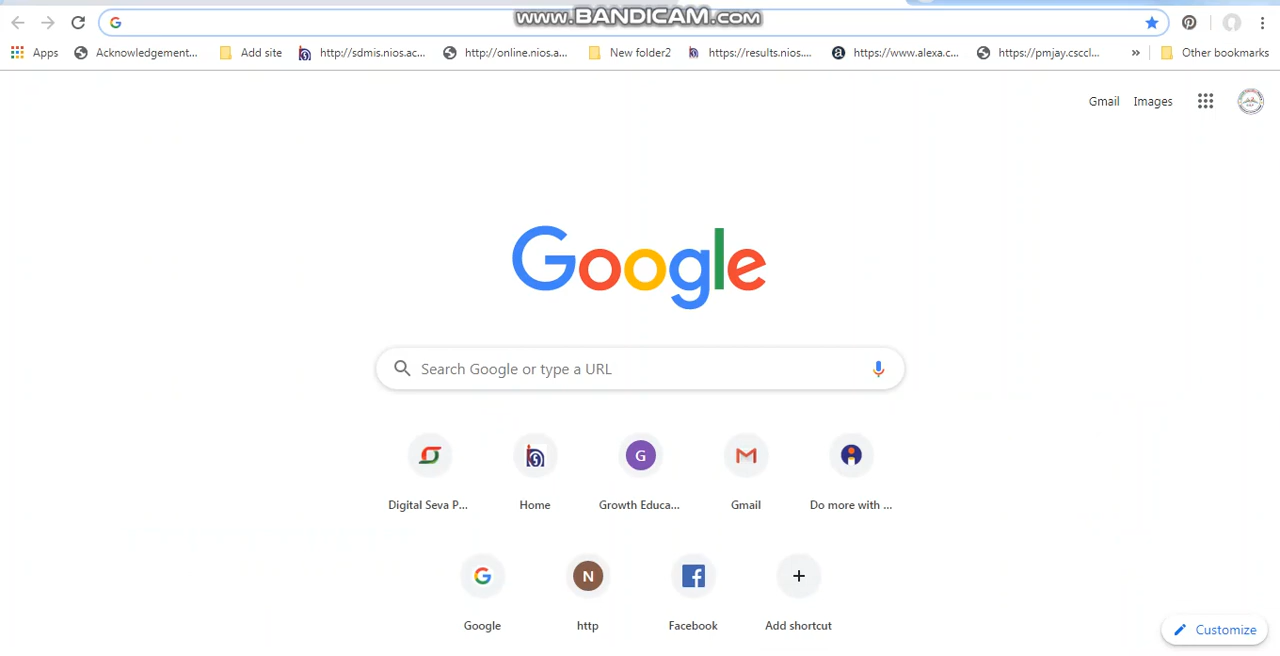 www.BANDICAM.com
Apps Acknowledgement... Add site http://sdmis.nios.ac... http://online.nios.a... New folder2 https://results.nios.... https://www.alexa.c... https://pmjay.csccl... » Other bookmarks
Gmail Images
Google
Search Google or type a URL
G
Digital Seva P... Home Growth Educa... Gmail Do more with ...
N
Google http Facebook Add shortcut
Customize